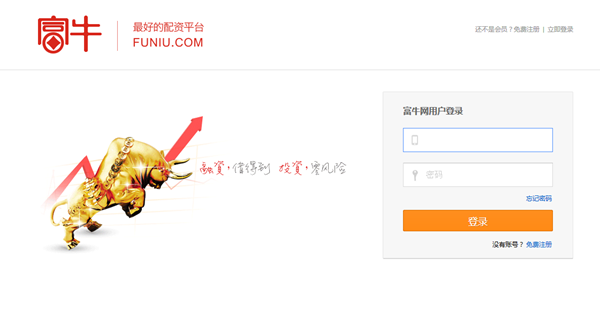 富牛
最好的配资平台
FUNIU.COM
还不是会员？免费注册 | 立即登录
融資·值得到 投資·零风险
富牛网用户登录
密码
忘记密码
登录
没有账号？免费注册